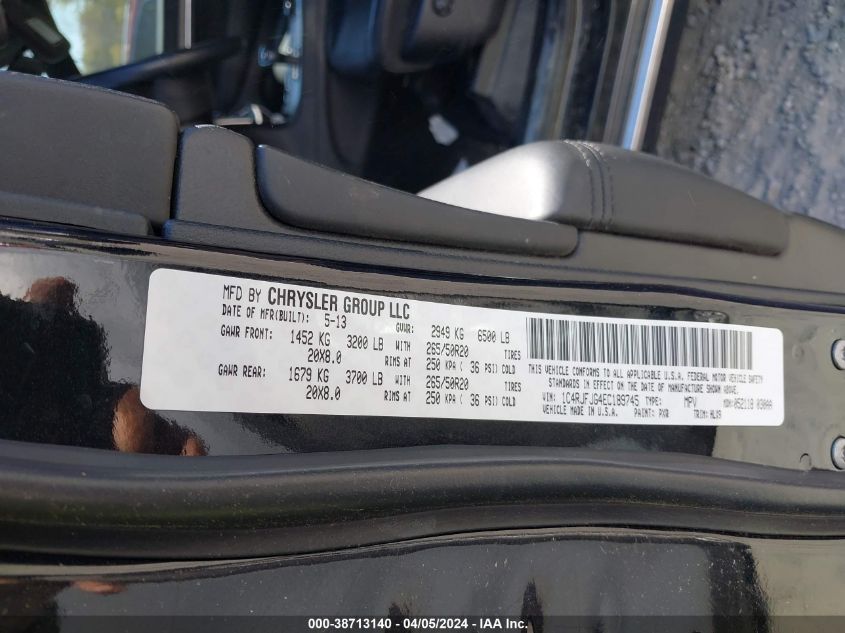 MFD BY CHRYSLER GROUP LLC
DATE OF MFR(BUILT): 5-13 GVWR: 2949 KG 6500 LB
GAWR FRONT: 1452 KG 3200 LB WITH 265/50R20 TIRES
20X8.0 RIMS AT 250 KPA ( 36 PSI) COLD
GAWR REAR: 1679 KG 3700 LB WITH 265/50R20 TIRES
20X8.0 RIMS AT 250 KPA ( 36 PSI) COLD
THIS VEHICLE CONFORMS TO ALL APPLICABLE U.S.A. FEDERAL MOTOR VEHICLE SAFETY
STANDARDS IN EFFECT ON THE DATE OF MANUFACTURE SHOWN ABOVE.
VIN: 1C4RJFJG4EC189745 TYPE: MPV MDH: 052118 030AA
VEHICLE MADE IN U.S.A. PAINT: PXR TRIM: HLX9
000-38713140 - 04/05/2024 - IAA Inc.